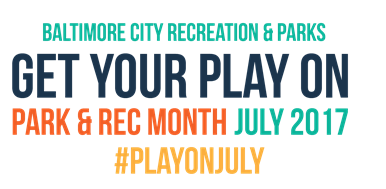 BALTIMORE CITY RECREATION & PARKS
GET YOUR PLAY ON
PARK & REC MONTH JULY 2017
#PLAYONJULY